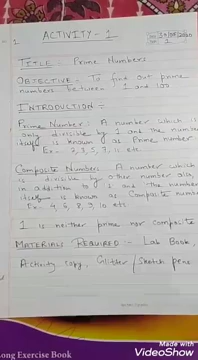 ACTIVITY - 1
TITLE : Prime Numbers
OBJECTIVE - To find out prime
numbers between 1 and 100
INTRODUCTION =
Prime Number : A number which is
only divisible by 1 and the number
itself is known as Prime number
Ex - 2, 3, 5, 7, 11 etc
Composite Number : A number which
is divisible by other number also,
in addition to 1 and the number
itself is known as Composite number
Ex - 4, 6, 8, 9, 10 etc
1 is neither prime nor composite
MATERIALS REQUIRED - Lab Book,
Activity copy, Glitter / Sketch pens
Long Exercise Book
Made with
VideoShow